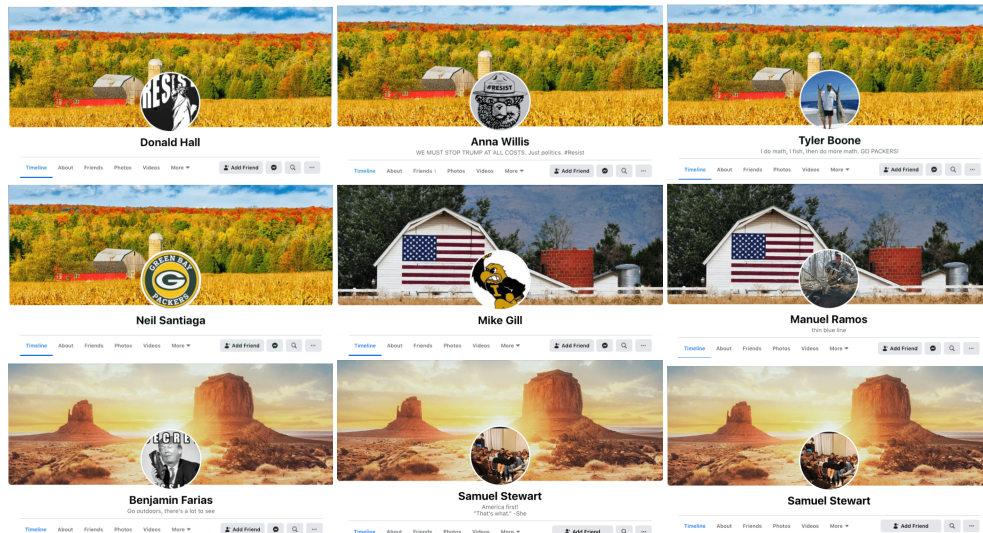 RESIS
Donald Hall
Timeline About Friends Photos Videos More Add Friend
#RESIST
Anna Willis
WE MUST STOP TRUMP AT ALL COSTS. Just politics. #Resist
Timeline About Friends 1 Photos Videos More Add Friend
Tyler Boone
I do math, I fish, then do more math. GO PACKERS!
Timeline About Friends Photos Videos More Add Friend
GREEN BAY
G
PACKERS
Neil Santiaga
Timeline About Friends Photos Videos More Add Friend
Mike Gill
Timeline About Friends Photos Videos More Add Friend
Manuel Ramos
thin blue line
Timeline About Friends Photos Videos More Add Friend
ECRE
Benjamin Farias
Go outdoors, there's a lot to see
Timeline About Friends Photos Videos More Add Friend
Samuel Stewart
America first!
"That's what." -She
Timeline About Friends Photos Videos More Add Friend
Samuel Stewart
Timeline About Friends Photos Videos More Add Friend